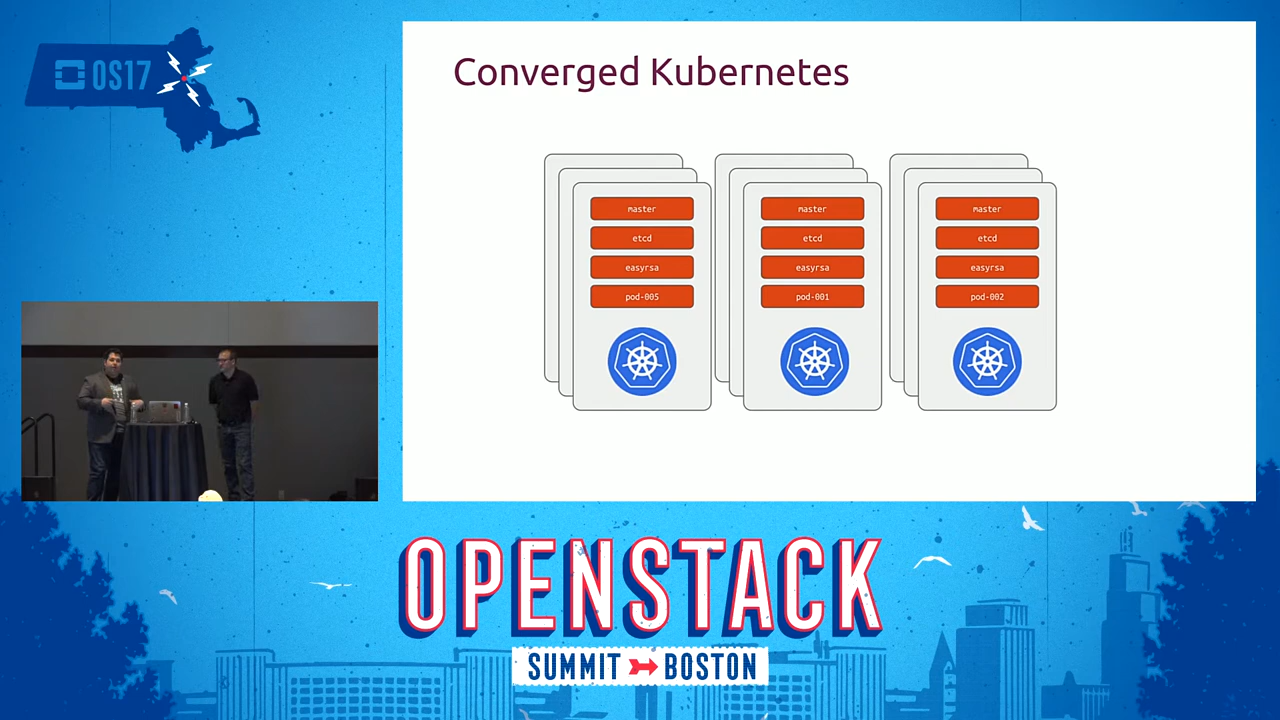 OS17
Converged Kubernetes
master
etcd
easyrsa
pod-005
master
etcd
easyrsa
pod-001
master
etcd
easyrsa
pod-002
OPENSTACK
SUMMIT BOSTON